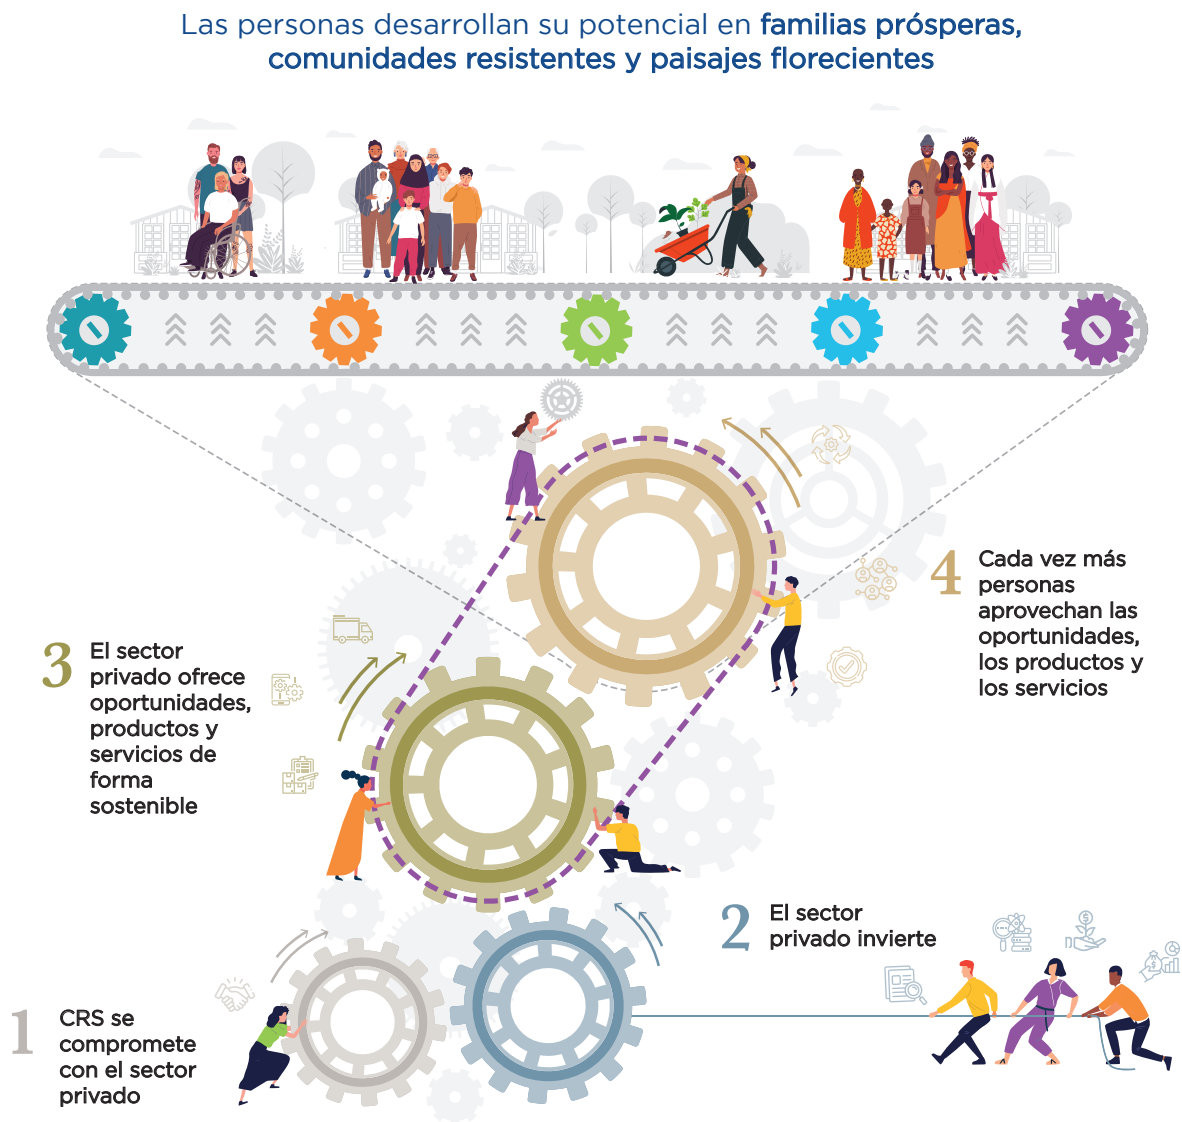 Las personas desarrollan su potencial en familias prósperas,
comunidades resistentes y paisajes florecientes
4
Cada vez más
personas
aprovechan las
oportunidades,
los productos y
los servicios
3
El sector
privado ofrece
oportunidades,
productos y
servicios de
forma
sostenible
2
El sector
privado invierte
1
CRS se
compromete
con el sector
privado